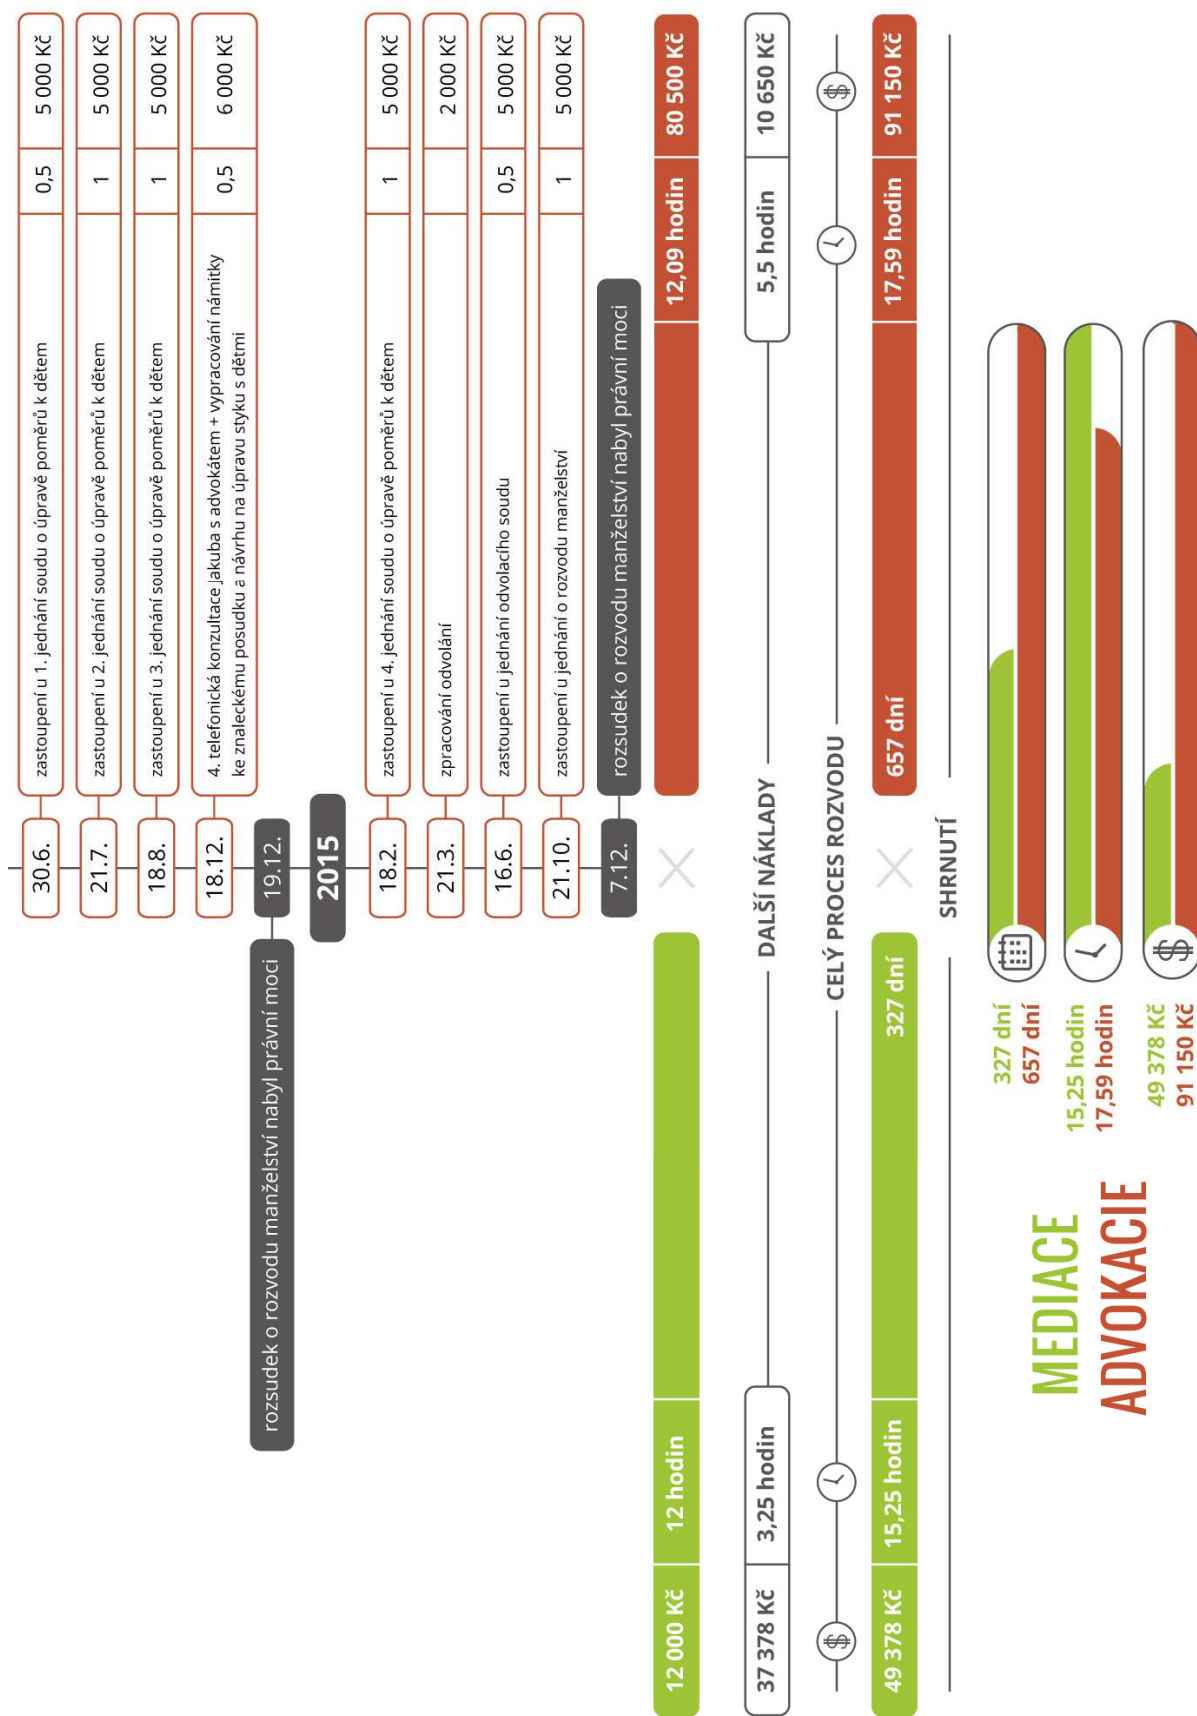 30.6.
zastoupení u 1. jednání soudu o úpravě poměrů k dětem
0,5
5 000 Kč
21.7.
zastoupení u 2. jednání soudu o úpravě poměrů k dětem
1
5 000 Kč
18.8.
zastoupení u 3. jednání soudu o úpravě poměrů k dětem
1
5 000 Kč
18.12.
4. telefonická konzultace Jakuba s advokátem + vypracování námitky
ke znaleckému posudku a návrhu na úpravu styku s dětmi
0,5
6 000 Kč
rozsudek o rozvodu manželství nabyl právní moci
19.12.
2015
18.2.
zastoupení u 4. jednání soudu o úpravě poměrů k dětem
1
5 000 Kč
21.3.
zpracování odvolání
2 000 Kč
16.6.
zastoupení u jednání odvolacího soudu
0,5
5 000 Kč
21.10.
zastoupení u jednání o rozvodu manželství
1
5 000 Kč
7.12.
rozsudek o rozvodu manželství nabyl právní moci
12 000 Kč
12 hodin
12,09 hodin
80 500 Kč
DALŠÍ NÁKLADY
37 378 Kč
3,25 hodin
5,5 hodin
10 650 Kč
CELÝ PROCES ROZVODU
49 378 Kč
15,25 hodin
327 dní
657 dní
17,59 hodin
91 150 Kč
SHRNUTÍ
MEDIACE
ADVOKACIE
327 dní
657 dní
15,25 hodin
17,59 hodin
49 378 Kč
91 150 Kč